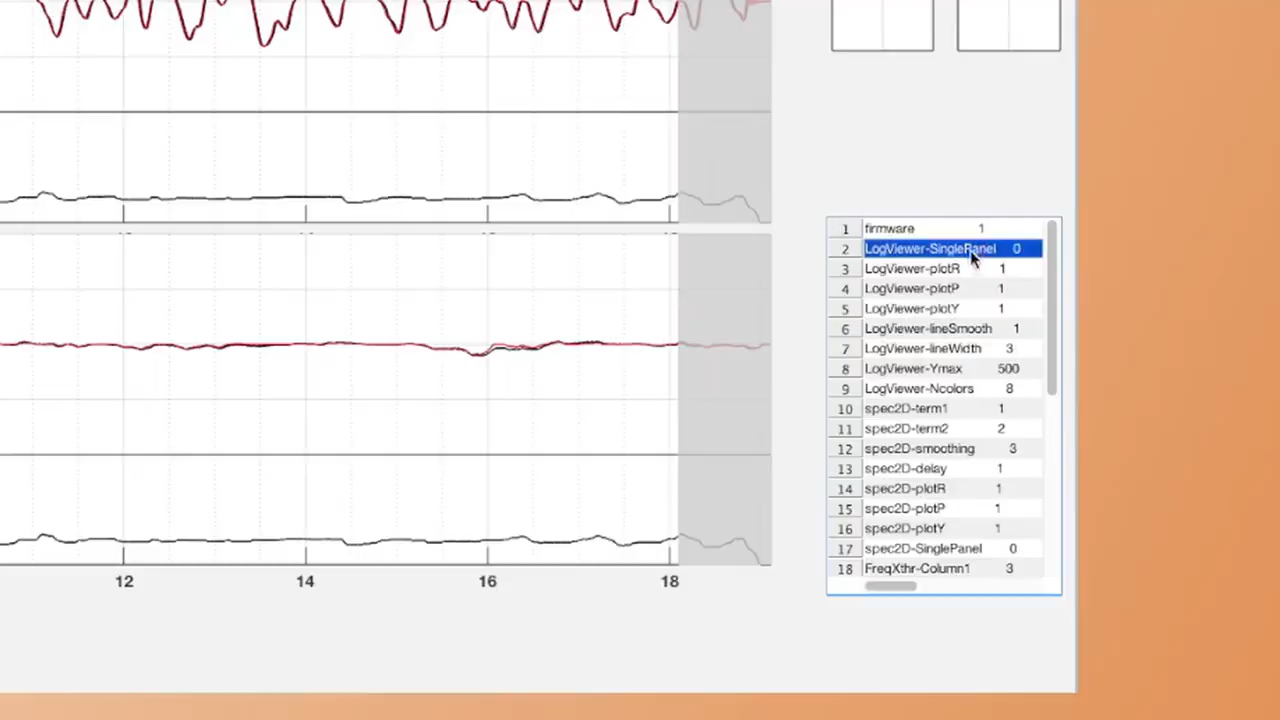 1 firmware 1
2 LogViewer-SinglePanel 0
3 LogViewer-plotR 1
4 LogViewer-plotP 1
5 LogViewer-plotY 1
6 LogViewer-lineSmooth 1
7 LogViewer-lineWidth 3
8 LogViewer-Ymax 500
9 LogViewer-Ncolors 8
10 spec2D-term1 1
11 spec2D-term2 2
12 spec2D-smoothing 3
13 spec2D-delay 1
14 spec2D-plotR 1
15 spec2D-plotP 1
16 spec2D-plotY 1
17 spec2D-SinglePanel 0
18 FreqXthr-Column1 3
12 14 16 18